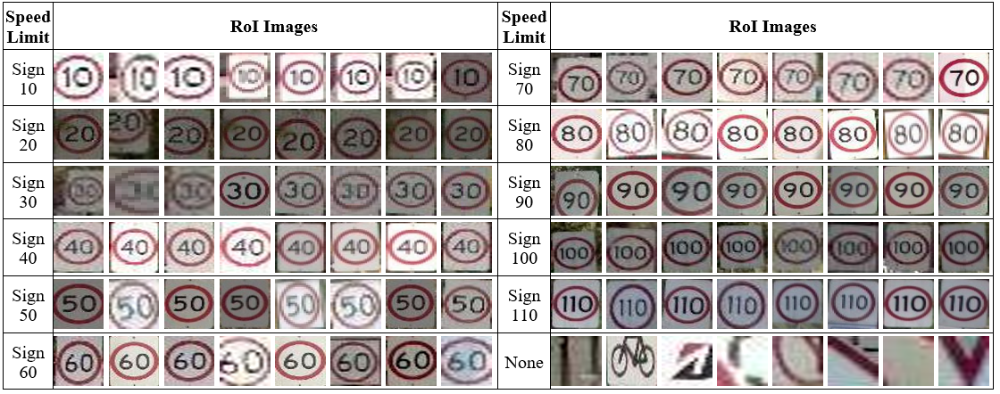 Speed Limit RoI Images Speed Limit RoI Images
Sign 10 10 10 10 10 10 10 10 10 Sign 70 70 70 70 70 70 70 70 70
Sign 20 20 20 20 20 20 20 20 20 Sign 80 80 80 80 80 80 80 80 80
Sign 30 30 30 30 30 30 30 30 30 Sign 90 90 90 90 90 90 90 90 90
Sign 40 40 40 40 40 40 40 40 40 Sign 100 100 100 100 100 100 100 100 100
Sign 50 50 50 50 50 50 50 50 50 Sign 110 110 110 110 110 110 110 110 110
Sign 60 60 60 60 60 60 60 60 60 None